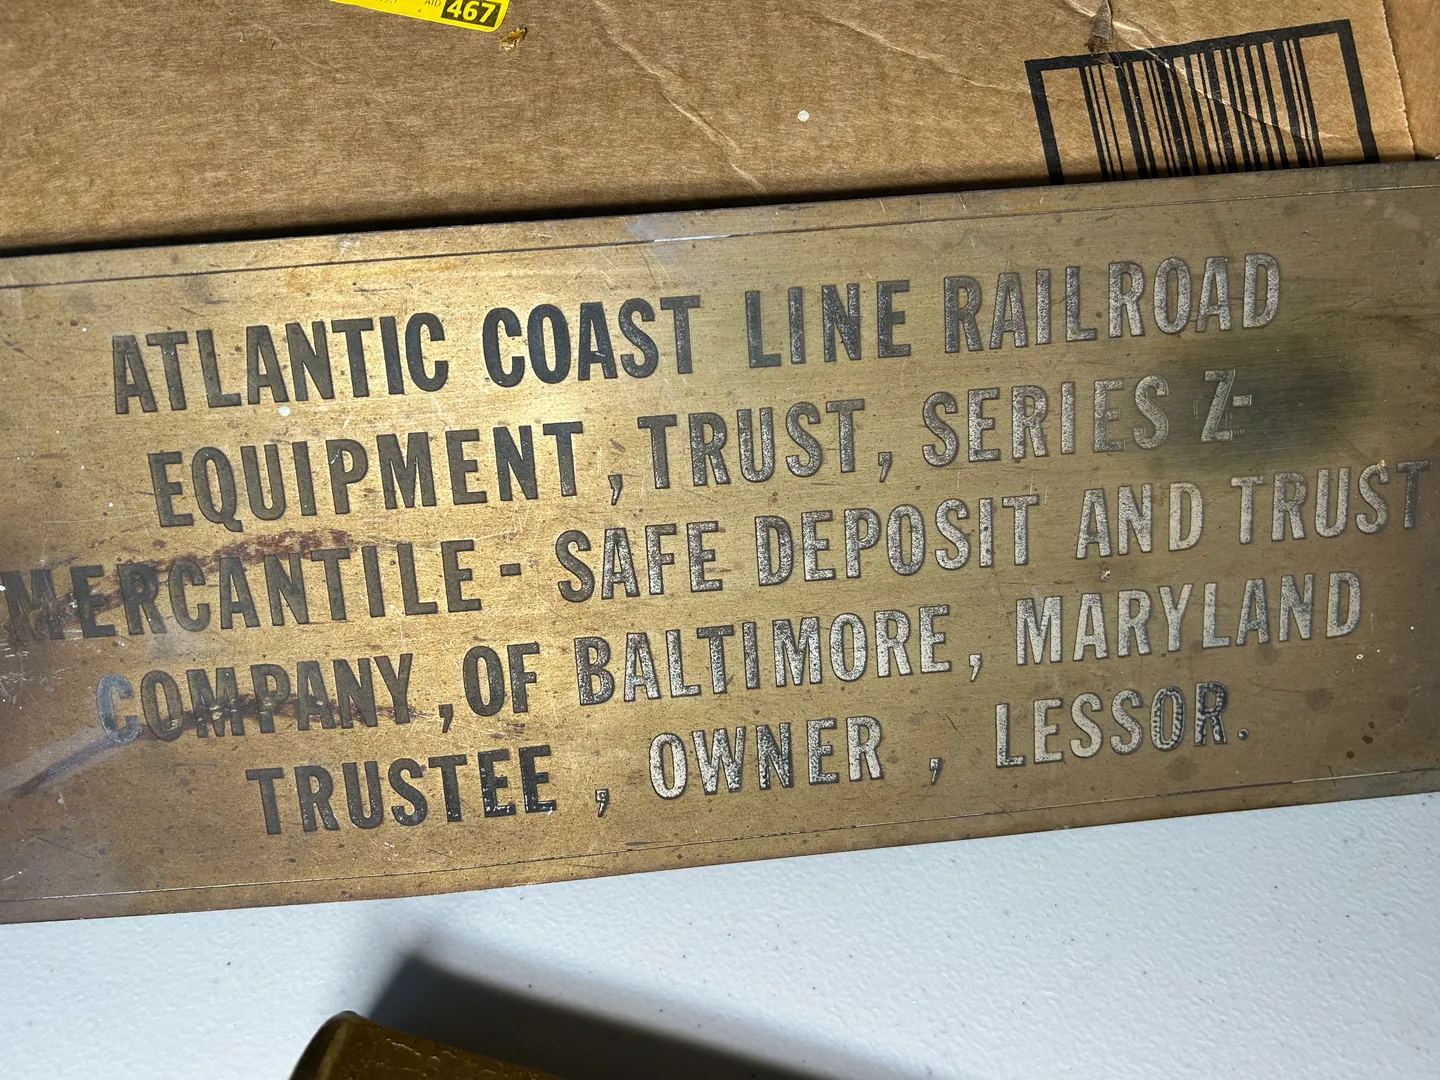 467
ATLANTIC COAST LINE RAILROAD
EQUIPMENT , TRUST , SERIES Z-
MERCANTILE - SAFE DEPOSIT AND TRUST
COMPANY , OF BALTIMORE , MARYLAND
TRUSTEE , OWNER , LESSOR.